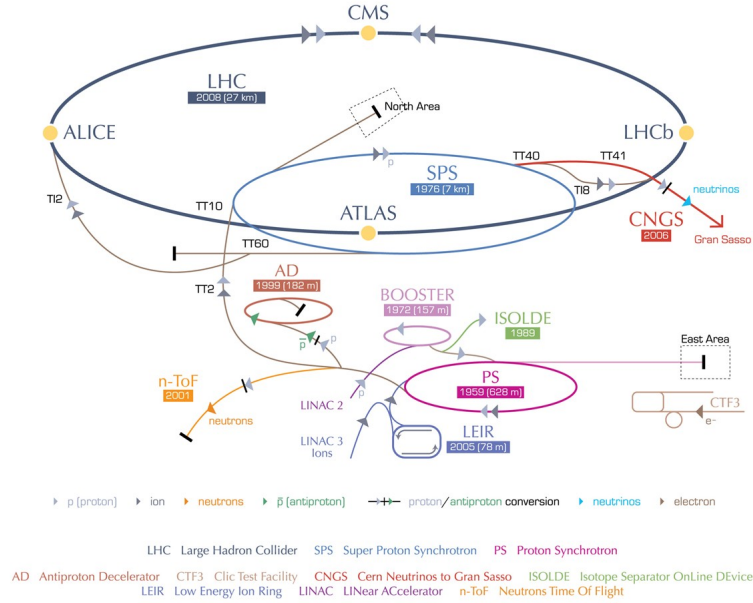 CMS
LHC
2008 (27 km)
North Area
ALICE
LHCb
p
SPS
1976 (7 km)
TT40
TT41
TI8
TI2
TT10
ATLAS
neutrinos
CNGS
2006
Gran Sasso
TT60
AD
1999 (182 m)
TT2
BOOSTER
1972 (157 m)
ISOLDE
1989
p
p̅
East Area
n-ToF
2001
neutrons
LINAC 2
p
PS
1959 (628 m)
CTF3
e-
LINAC 3
Ions
LEIR
2005 (78 m)
p (proton)
ion
neutrons
p̅ (antiproton)
proton/antiproton conversion
neutrinos
electron
LHC Large Hadron Collider SPS Super Proton Synchrotron PS Proton Synchrotron
AD Antiproton Decelerator CTF3 Clic Test Facility CNGS Cern Neutrinos to Gran Sasso ISOLDE Isotope Separator OnLine DEvice
LEIR Low Energy Ion Ring LINAC LINear ACcelerator n-ToF Neutrons Time Of Flight